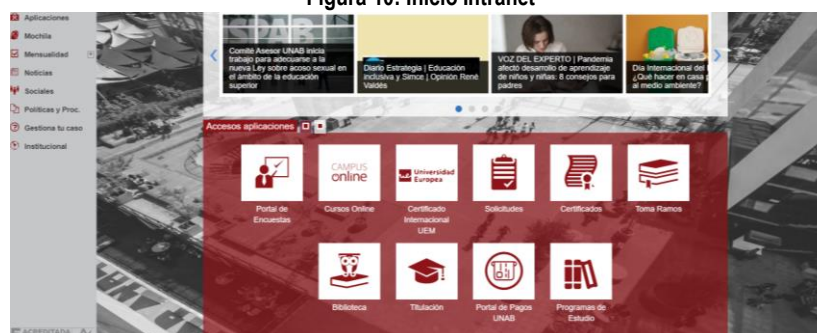 Figura 10: Inicio Intranet
Aplicaciones
Mochila
Mensualidad
Noticias
Sociales
Políticas y Proc.
Gestiona tu caso
Institucional
Comité Asesor UNAB inicia
trabajo para adecuarse a la
nueva Ley sobre acoso sexual en
el ámbito de la educación
superior
Diario Estrategia | Educación
inclusiva y Simce | Opinión René
Valdés
VOZ DEL EXPERTO | Pandemia
afectó desarrollo de aprendizaje
de niños y niñas: 8 consejos para
padres
Día Internacional del
¿Qué hacer en casa p
al medio ambiente?
Accesos aplicaciones
CAMPUS
online
Universidad
Europea
Portal de
Encuestas
Cursos Online
Certificado
Internacional
UEM
Solicitudes
Certificados
Toma Ramos
Biblioteca
Titulación
Portal de Pagos
UNAB
Programas de
Estudio
ACREDITADA